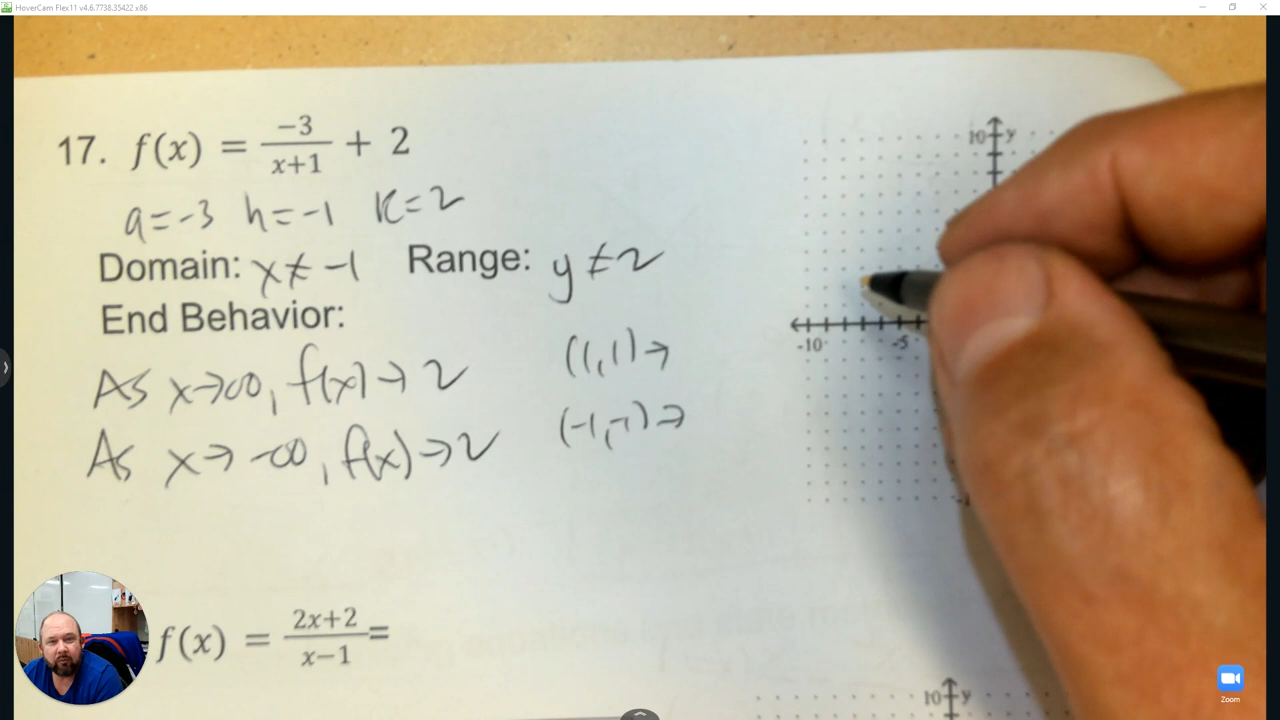 HoverCam Flex11 v4.6.7738.35422 x86
17. f(x) = -3/(x+1) + 2
a=-3 h=-1 k=2
Domain: x≠-1 Range: y≠2
End Behavior:
As x→∞, f(x)→2 (1,1)→
As x→-∞, f(x)→2 (-1,-1)→
10 y
-10 -5
f(x) = (2x+2)/(x-1) =
10 y
Zoom